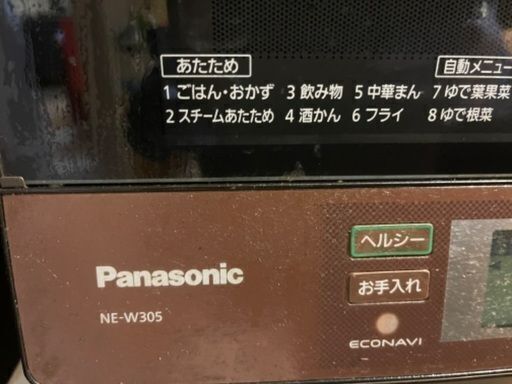 あたため
自動メニュー
1 ごはん・おかず 3 飲み物 5 中華まん 7 ゆで葉果菜
2 スチームあたため 4 酒かん 6 フライ 8 ゆで根菜
ヘルシー
Panasonic
お手入れ
NE-W305
ECONAVI